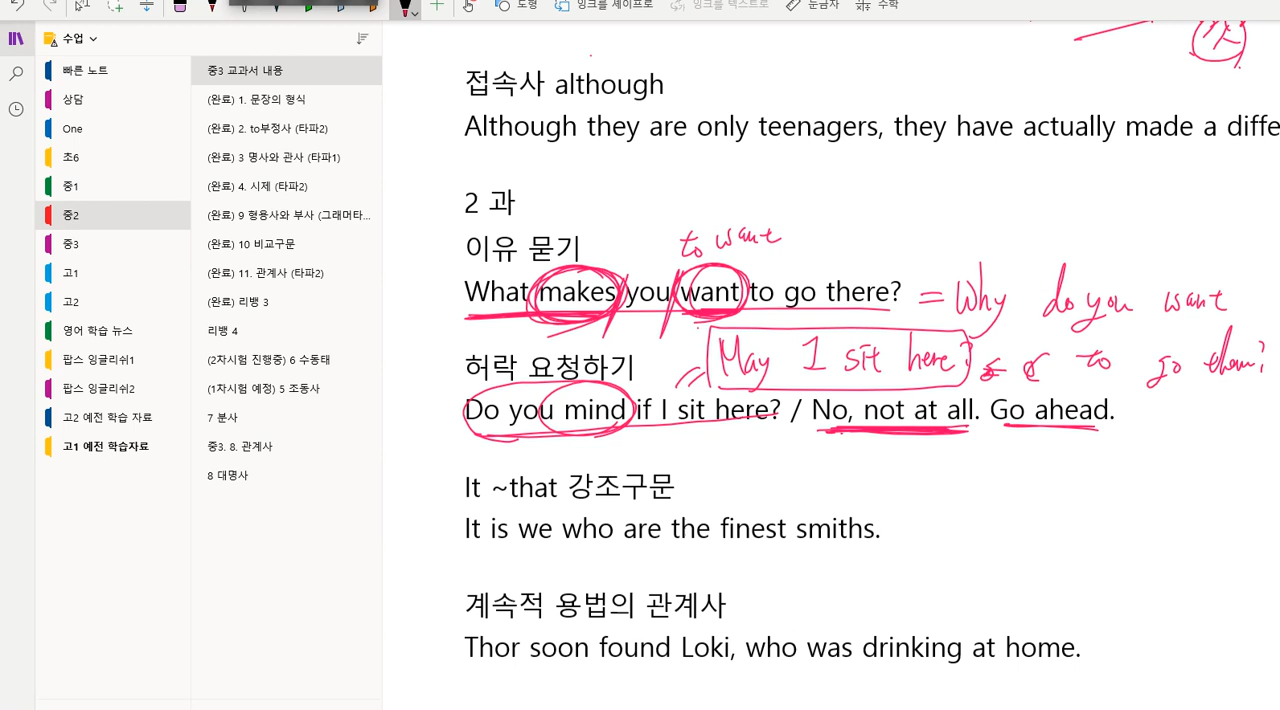 도형
잉크를 셰이프로
잉크를 텍스트로
눈금자
수학
수업
빠른 노트
상담
One
초6
중1
중2
중3
고1
고2
영어 학습 뉴스
팝스 잉글리쉬1
팝스 잉글리쉬2
고2 예전 학습 자료
고1 예전 학습자료
중3 교과서 내용
(완료) 1. 문장의 형식
(완료) 2. to부정사 (타파2)
(완료) 3 명사와 관사 (타파1)
(완료) 4. 시제 (타파2)
(완료) 9 형용사와 부사 (그래머타...
(완료) 10 비교구문
(완료) 11. 관계사 (타파2)
(완료) 리뱅 3
리뱅 4
(2차시험 진행중) 6 수동태
(1차시험 예정) 5 조동사
7 분사
중3. 8. 관계사
8 대명사
접속사 although
Although they are only teenagers, they have actually made a diffe
2 과
이유 묻기
to want
What makes you want to go there? = Why do you want
to go there?
허락 요청하기
May I sit here?
Do you mind if I sit here? / No, not at all. Go ahead.
It ~that 강조구문
It is we who are the finest smiths.
계속적 용법의 관계사
Thor soon found Loki, who was drinking at home.